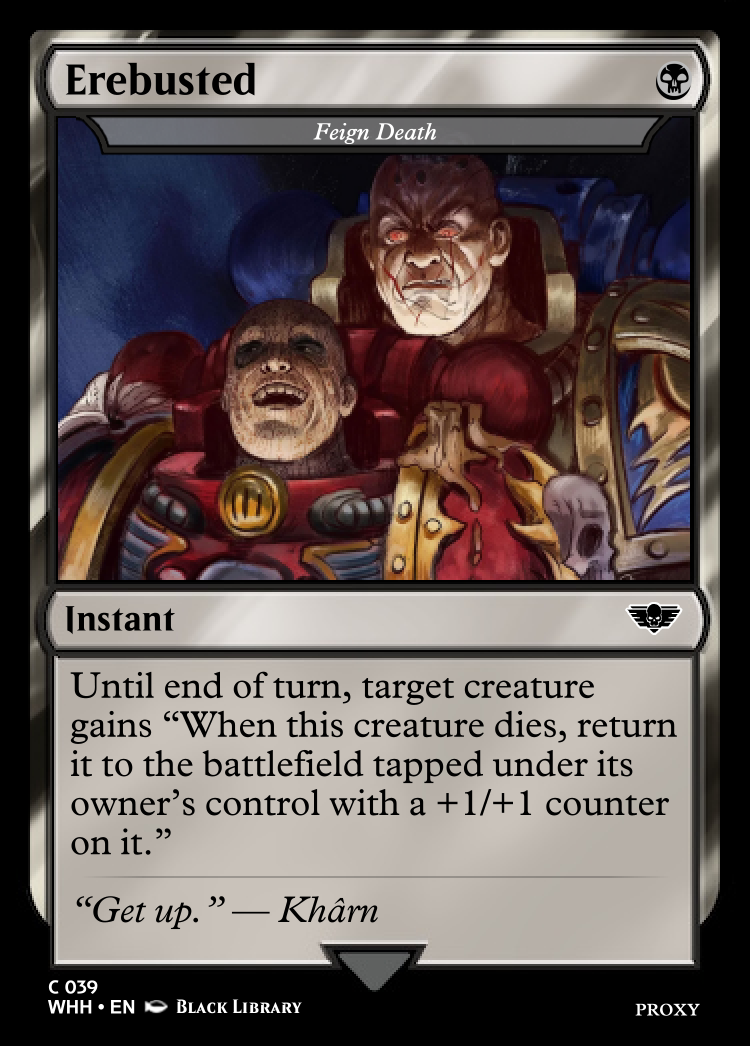 Erebusted
Feign Death
Instant
Until end of turn, target creature
gains “When this creature dies, return
it to the battlefield tapped under its
owner’s control with a +1/+1 counter
on it.”
“Get up.” — Khârn
C 039
WHH • EN BLACK LIBRARY
PROXY